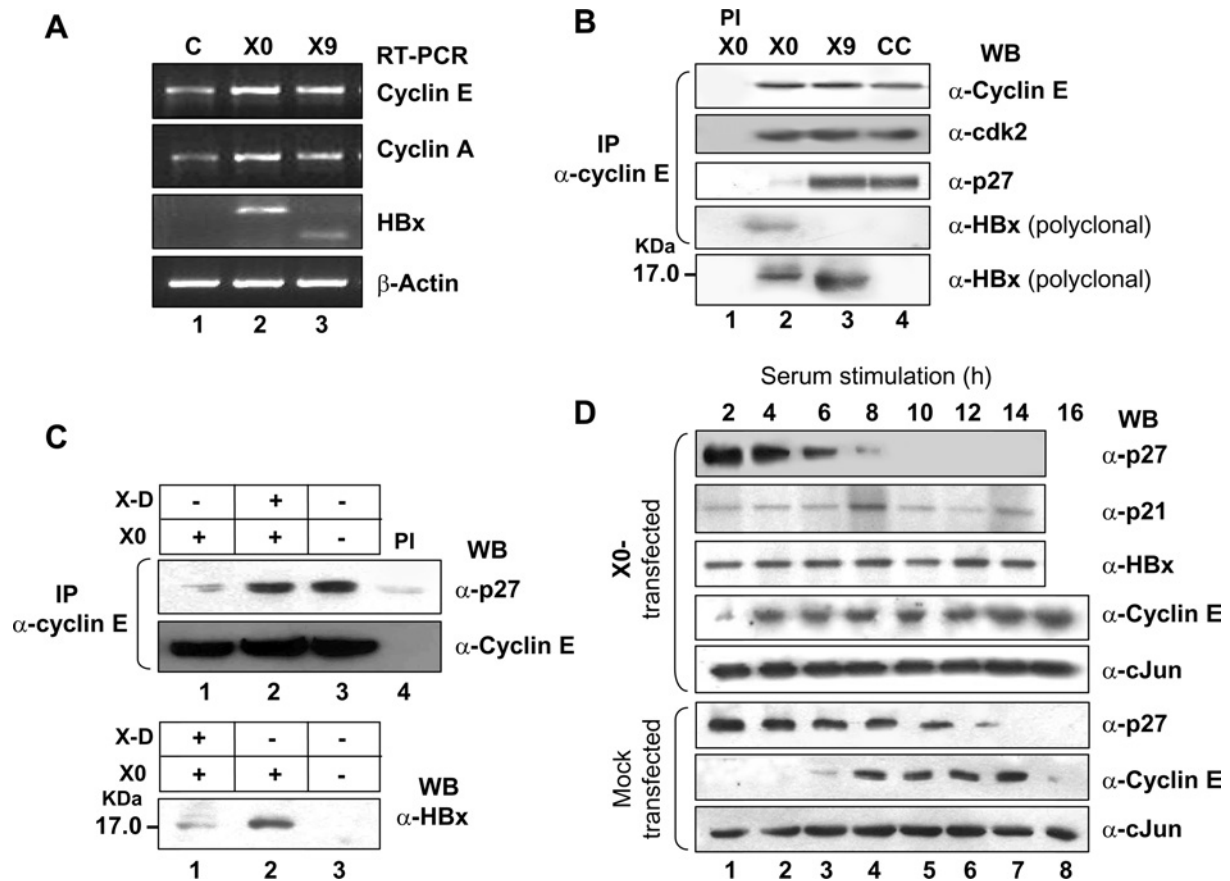 A
C X0 X9 RT-PCR
Cyclin E
Cyclin A
HBx
β-Actin
1 2 3
B
PI
X0 X0 X9 CC WB
IP
α-cyclin E
α-Cyclin E
α-cdk2
α-p27
α-HBx (polyclonal)
KDa
17.0
α-HBx (polyclonal)
1 2 3 4
C
X-D - + -
X0 + + - PI WB
IP
α-cyclin E
α-p27
α-Cyclin E
1 2 3 4
X-D + - -
X0 + + - WB
KDa
17.0
α-HBx
1 2 3
D
Serum stimulation (h)
2 4 6 8 10 12 14 16 WB
X0-
transfected
α-p27
α-p21
α-HBx
α-Cyclin E
α-cJun
Mock
transfected
α-p27
α-Cyclin E
α-cJun
1 2 3 4 5 6 7 8